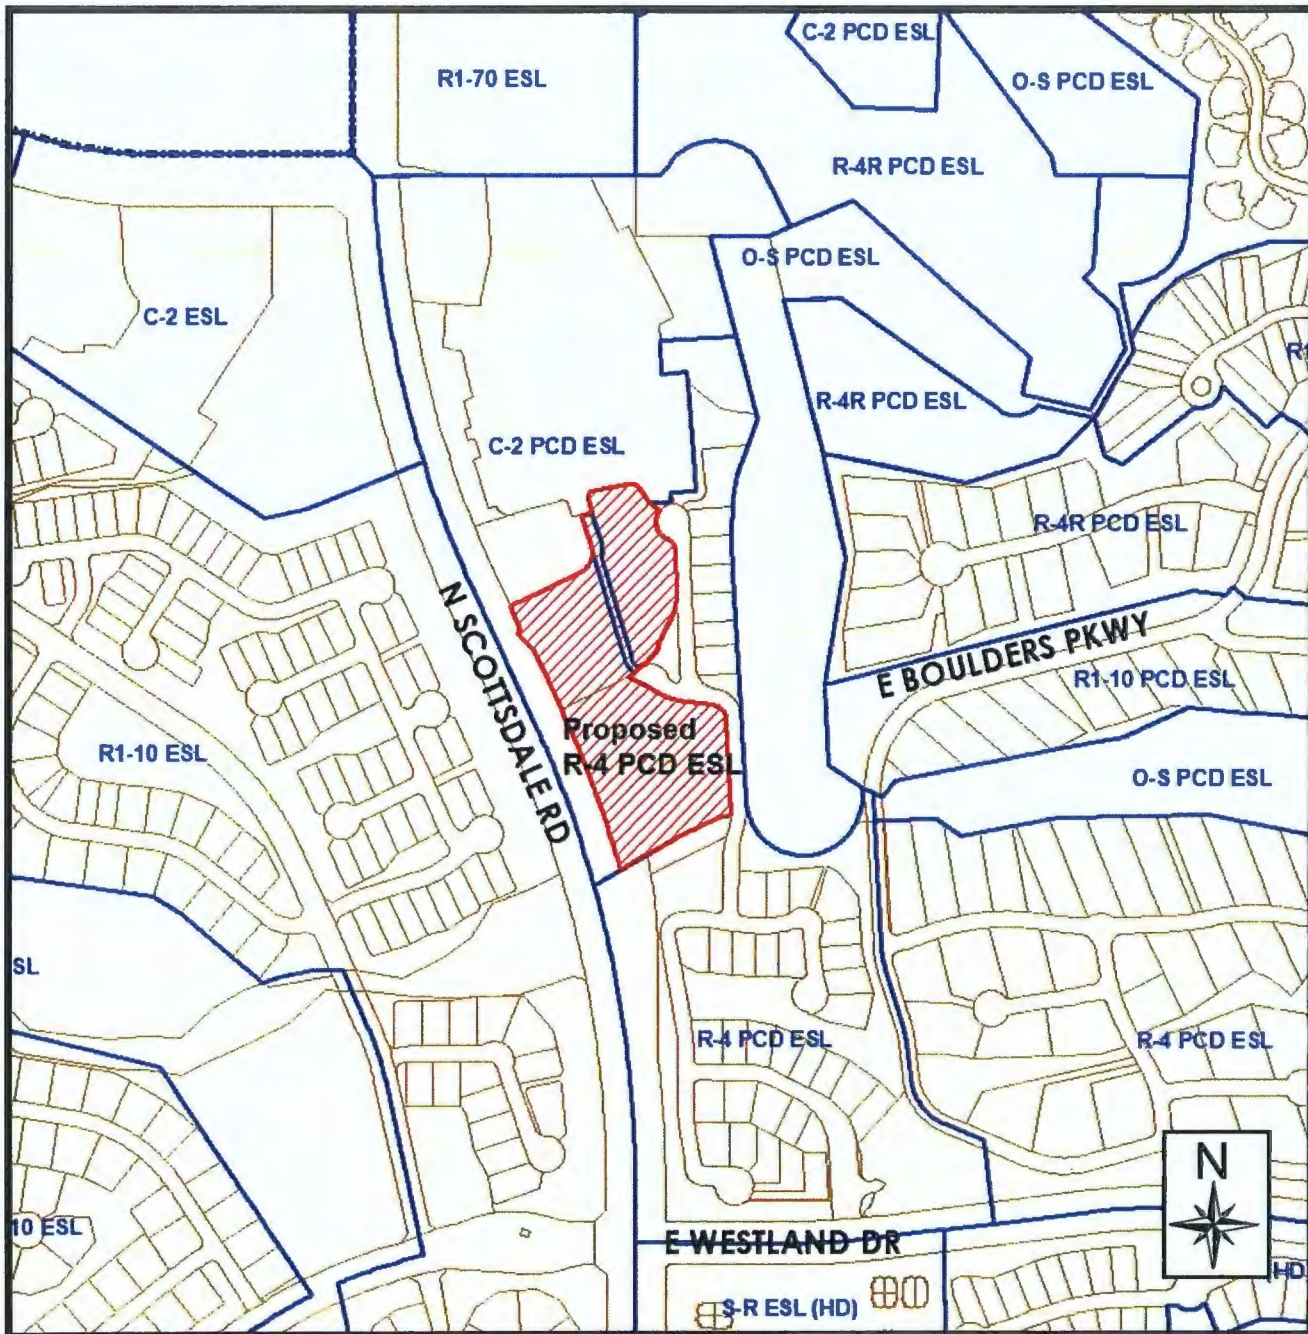 C-2 PCD ESL
R1-70 ESL
O-S PCD ESL
R-4R PCD ESL
O-S PCD ESL
C-2 ESL
R1
R-4R PCD ESL
C-2 PCD ESL
R-4R PCD ESL
N SCOTTSDALE RD
E BOULDERS PKWY
R1-10 PCD ESL
Proposed
R-4 PCD ESL
R1-10 ESL
O-S PCD ESL
SL
R-4 PCD ESL
R-4 PCD ESL
N
10 ESL
E WESTLAND DR
HD
S-R ESL (HD)